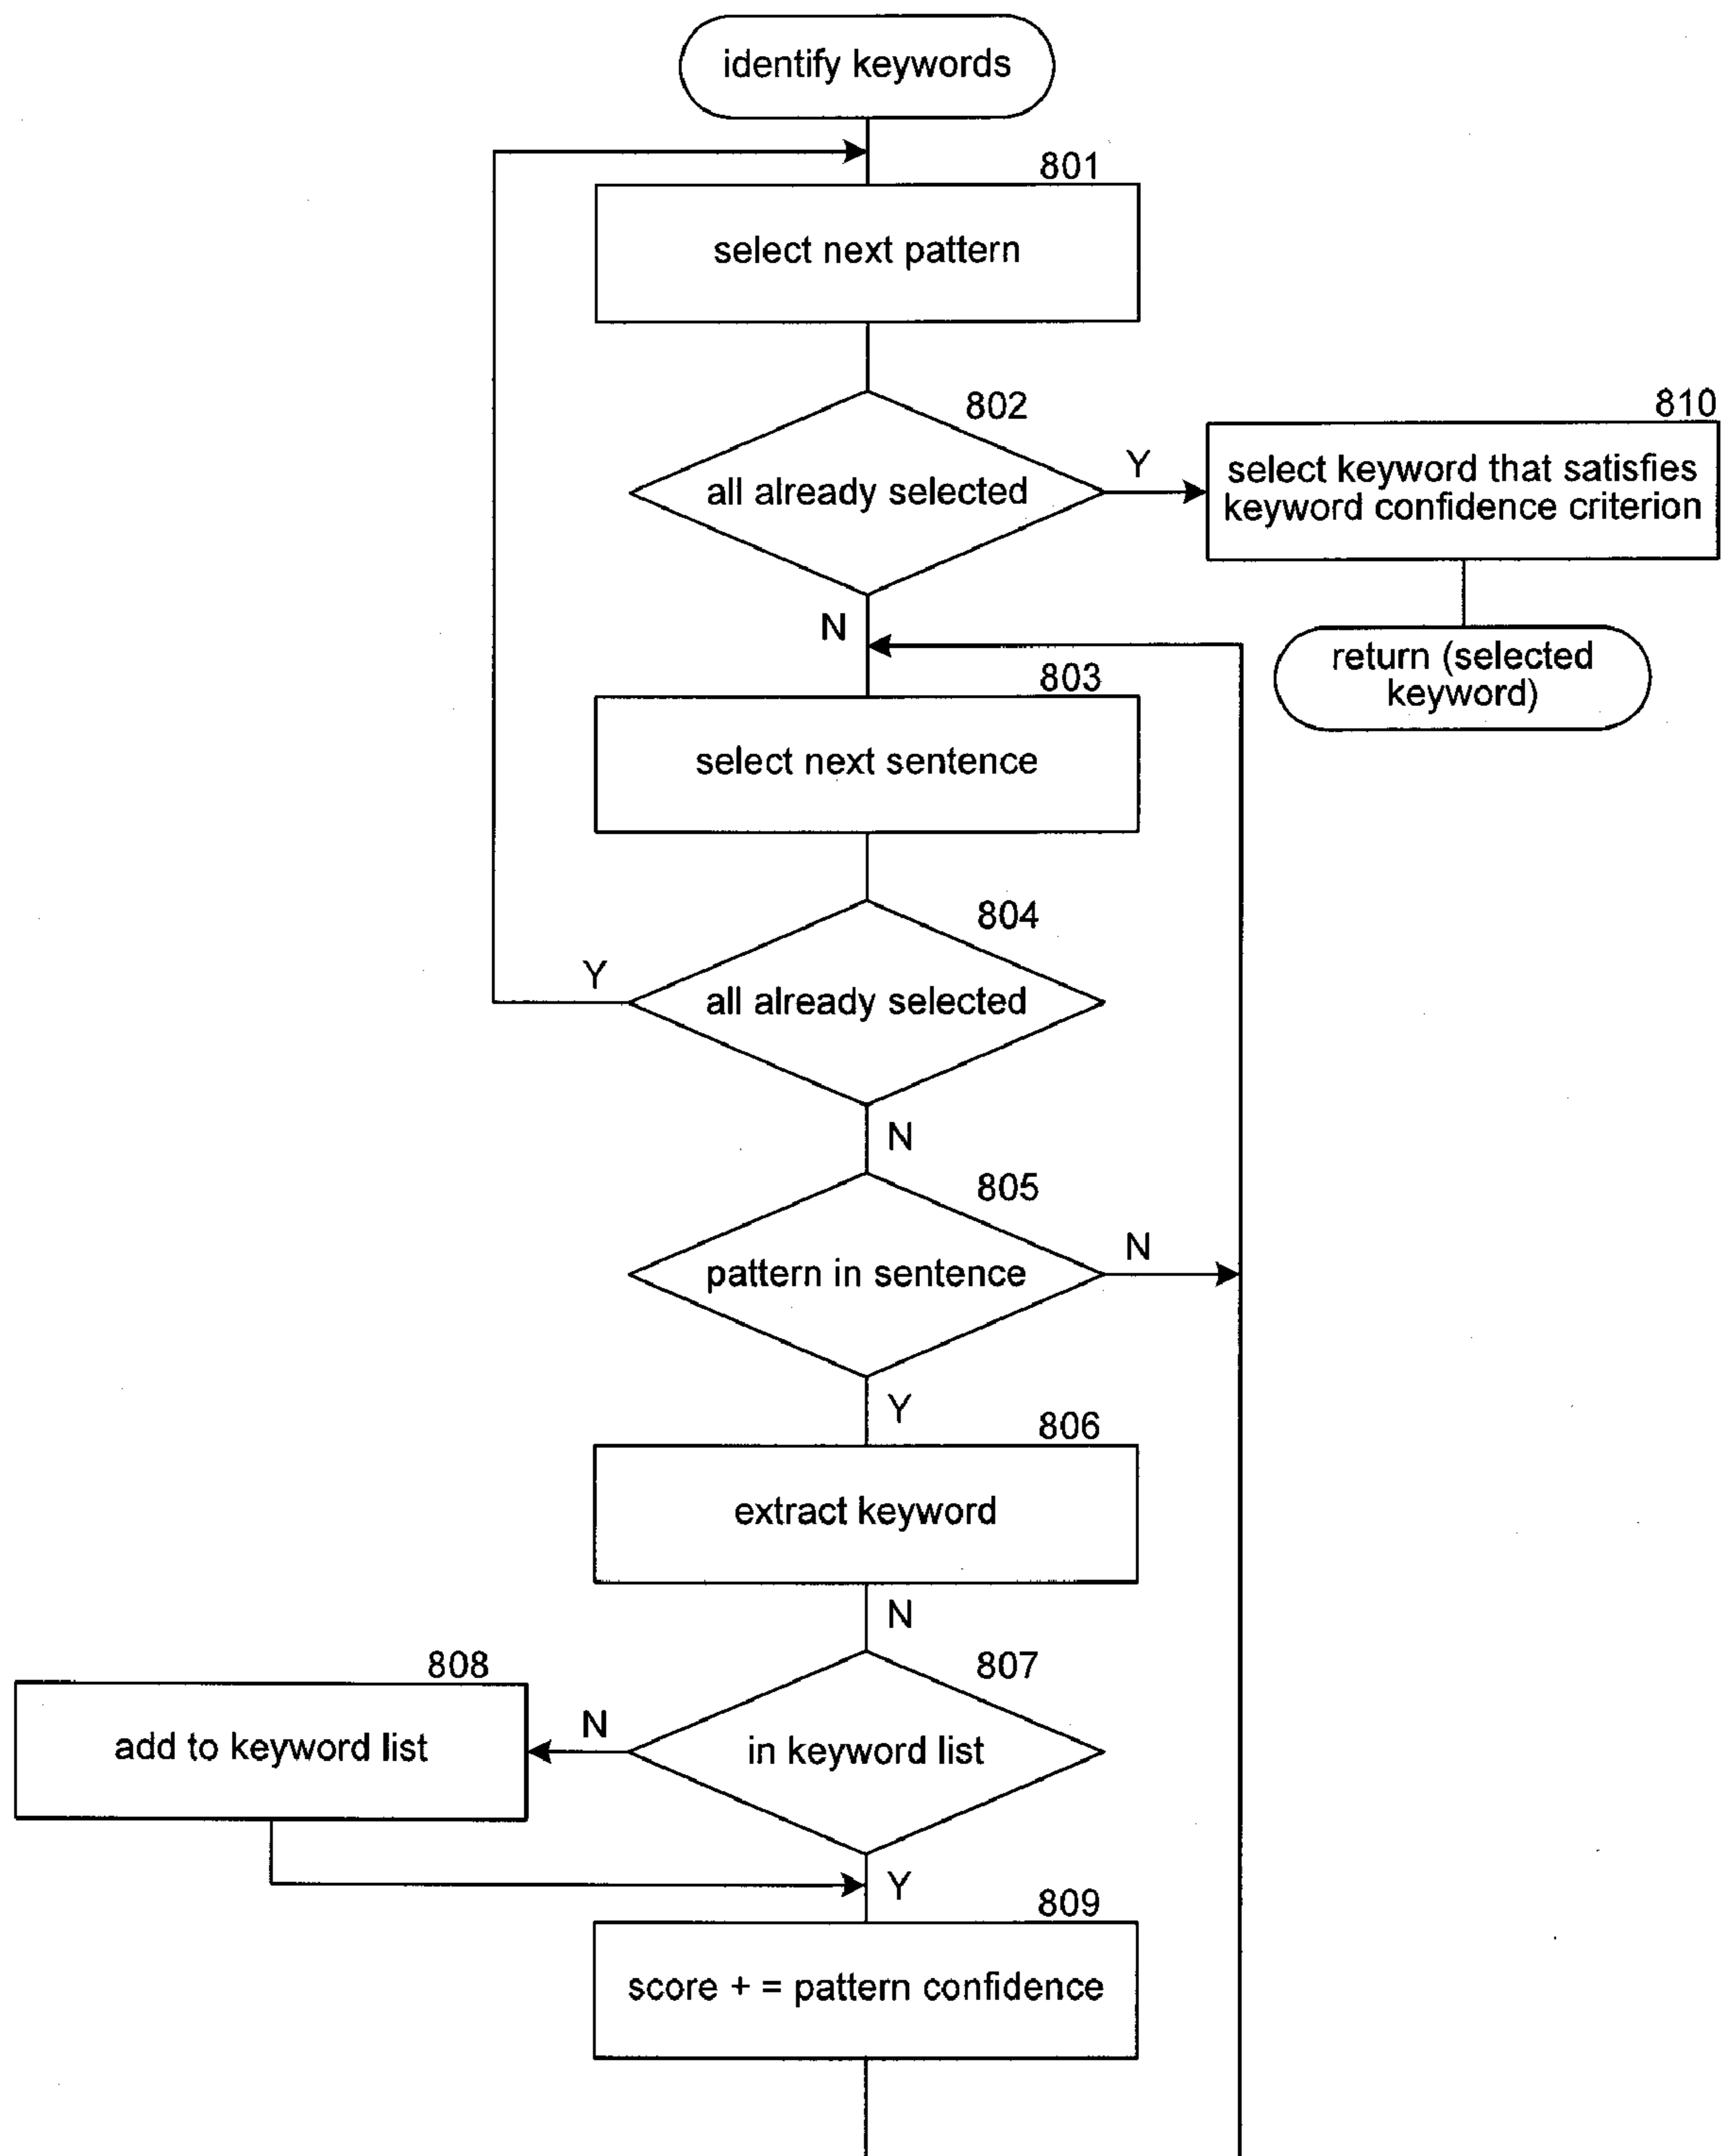 identify keywords
801
select next pattern
802
all already selected
Y
810
select keyword that satisfies
keyword confidence criterion
N
return (selected
keyword)
803
select next sentence
804
all already selected
Y
N
805
pattern in sentence
N
Y
806
extract keyword
N
807
in keyword list
N
808
add to keyword list
Y
809
score + = pattern confidence